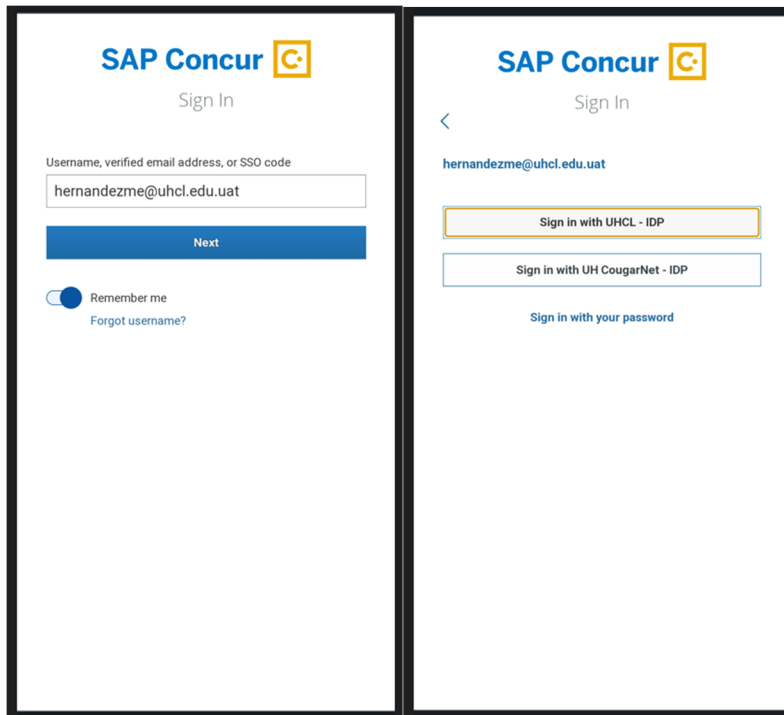 SAP Concur C.
Sign In
Username, verified email address, or SSO code
hernandezme@uhcl.edu.uat
Next
Remember me
Forgot username?
SAP Concur C.
Sign In
hernandezme@uhcl.edu.uat
Sign in with UHCL - IDP
Sign in with UH CougarNet - IDP
Sign in with your password